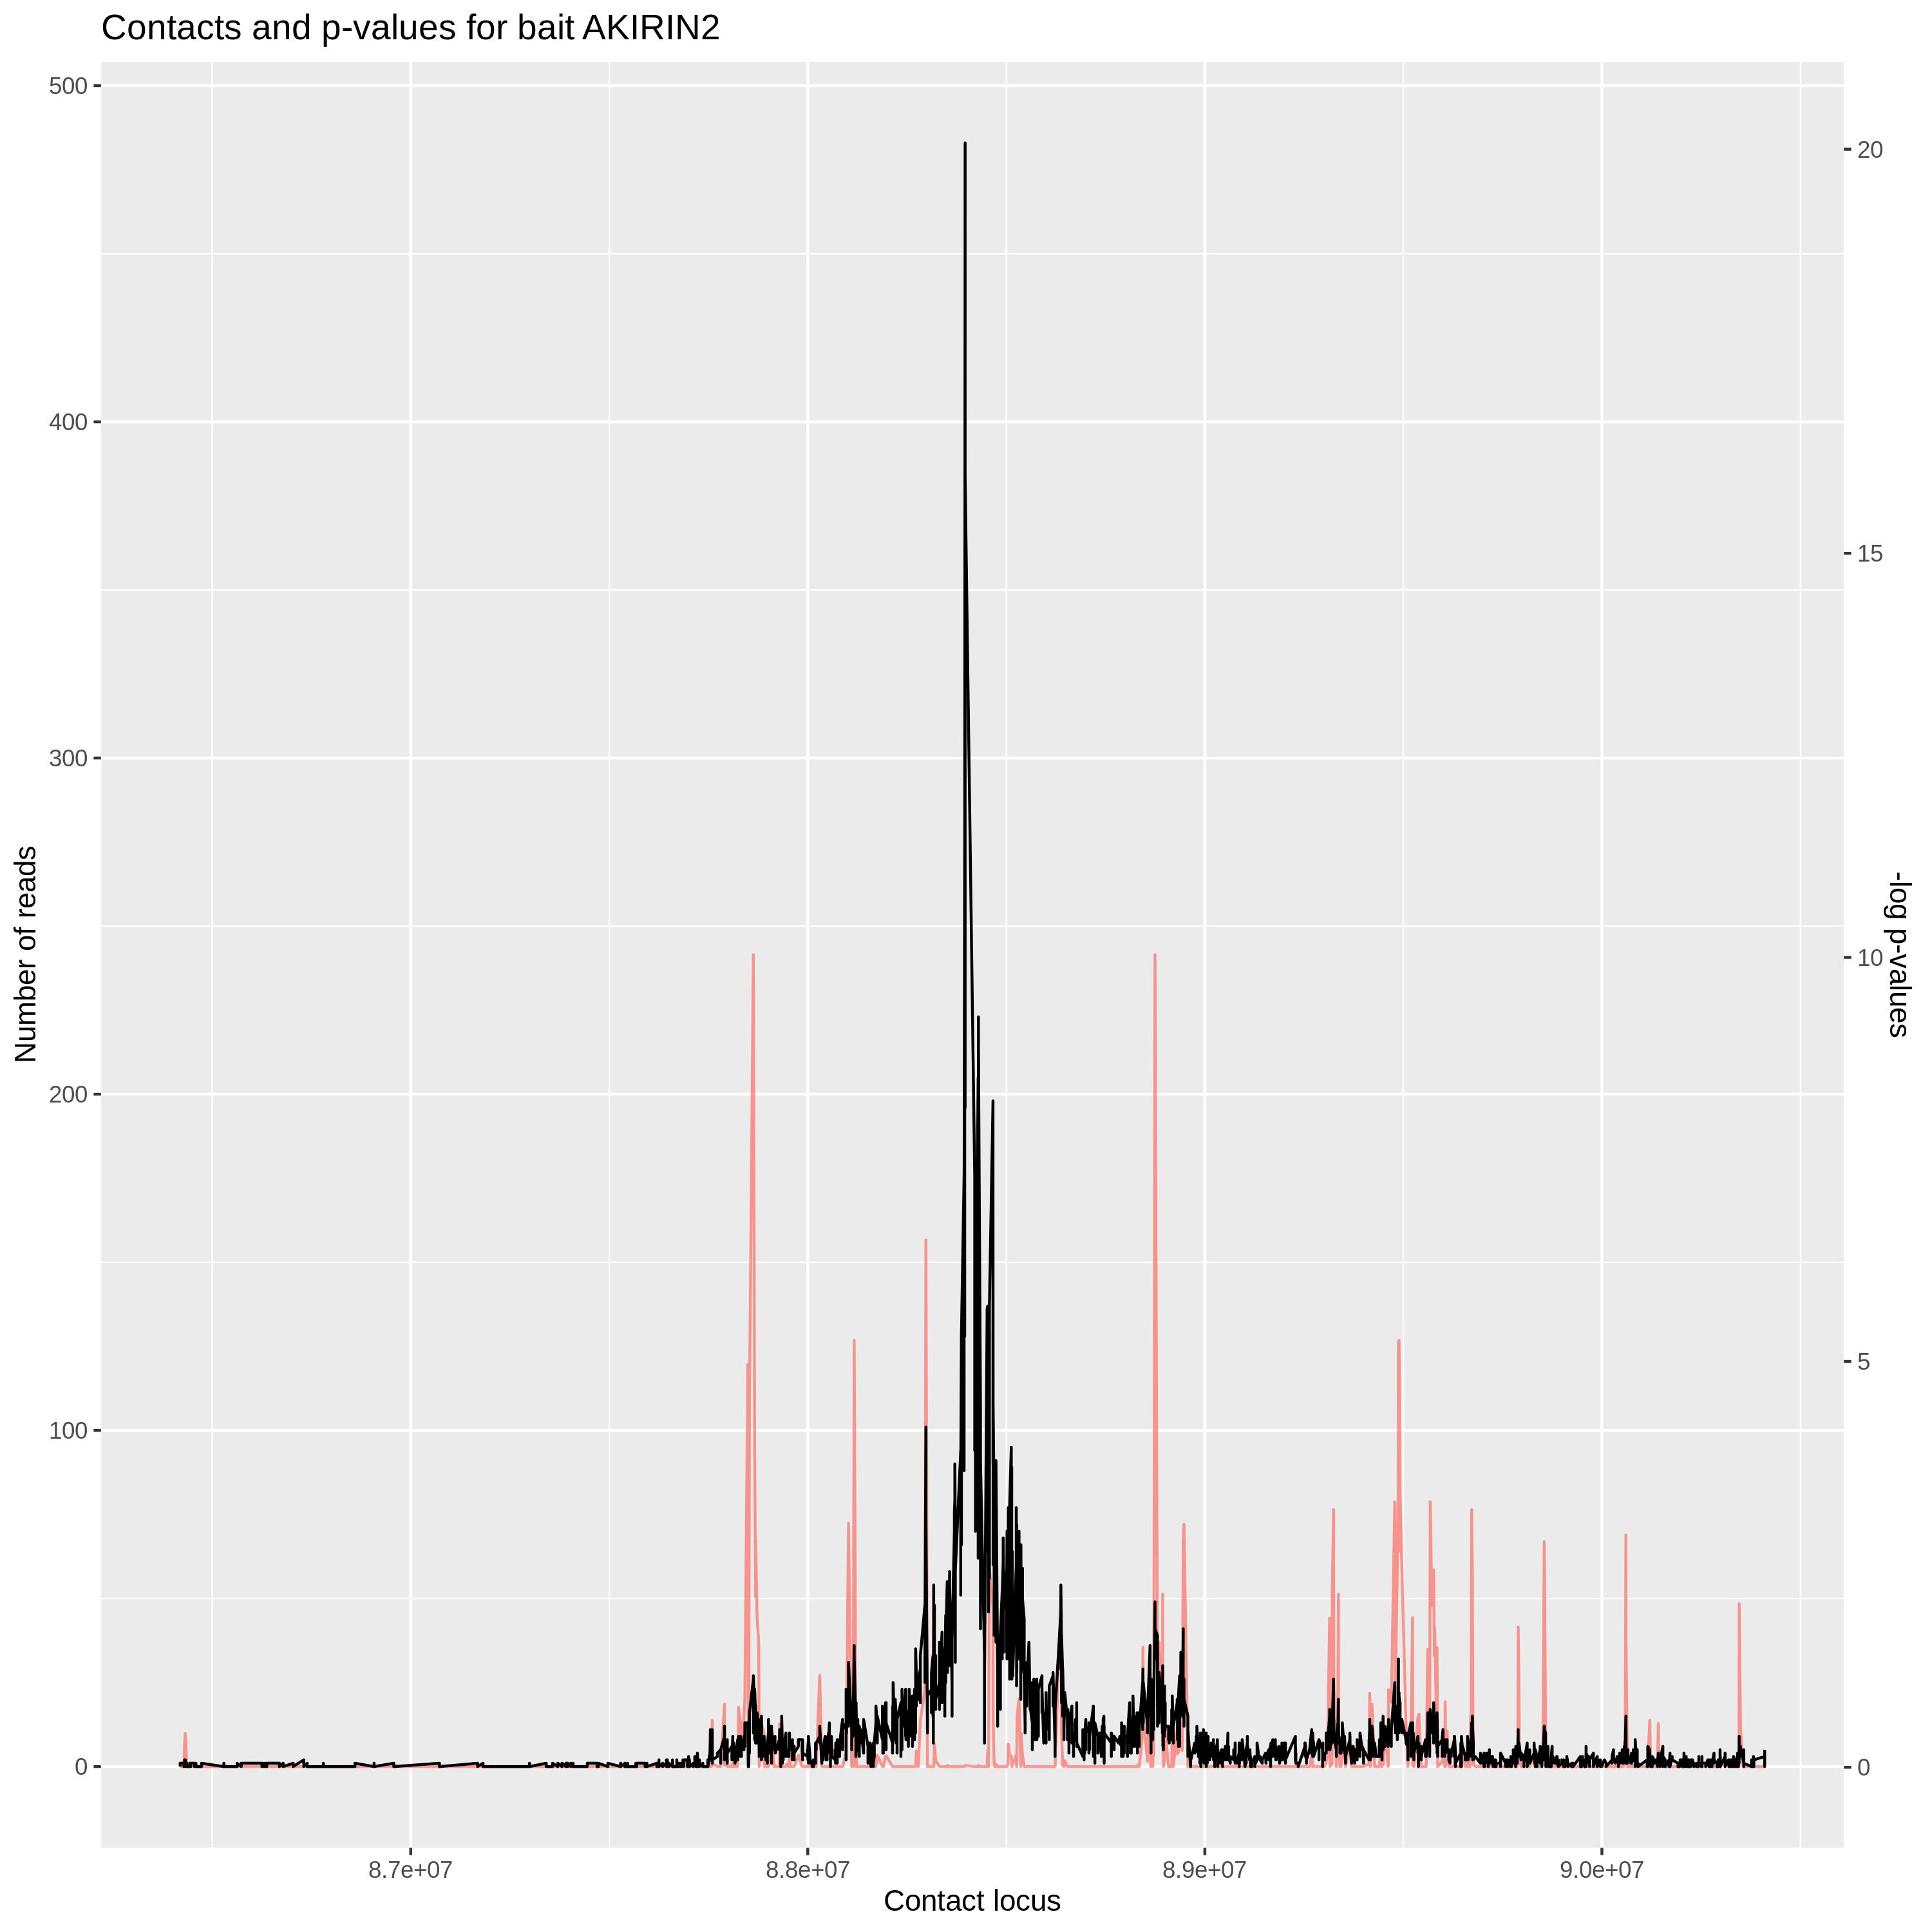 Contacts and p-values for bait AKIRIN2
500
400
300
200
100
0
Number of reads
20
15
10
5
0
-log p-values
8.7e+07
8.8e+07
8.9e+07
9.0e+07
Contact locus